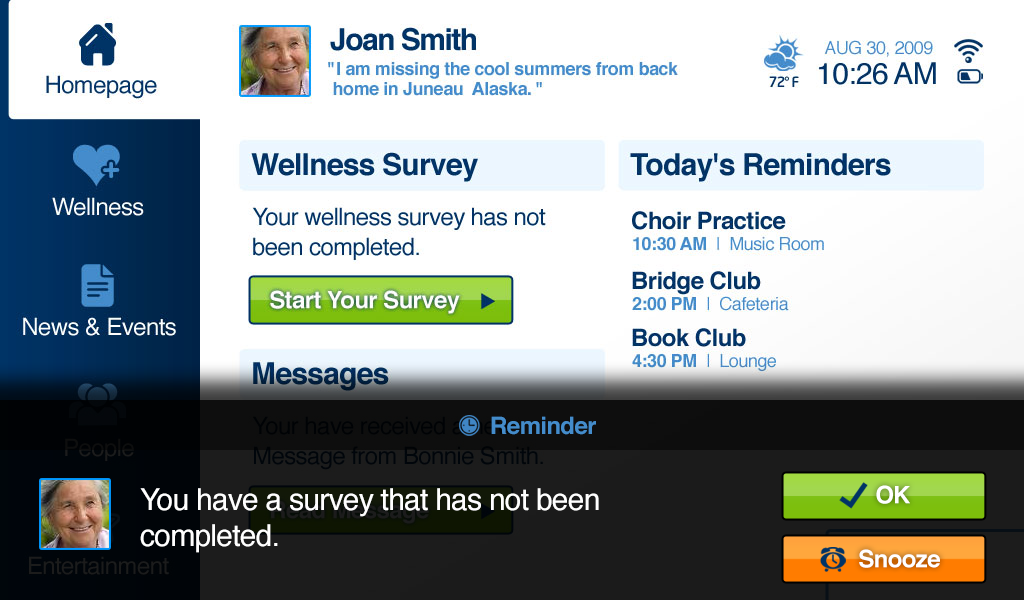 Homepage
Joan Smith
"I am missing the cool summers from back
home in Juneau Alaska. "
72° F
AUG 30, 2009
10:26 AM
Wellness
News & Events
People
Entertainment
Wellness Survey
Your wellness survey has not
been completed.
Start Your Survey
Messages
Your have received a new
Message from Bonnie Smith.
Read Message
Today's Reminders
Choir Practice
10:30 AM | Music Room
Bridge Club
2:00 PM | Cafeteria
Book Club
4:30 PM | Lounge
Reminder
You have a survey that has not been
completed.
OK
Snooze